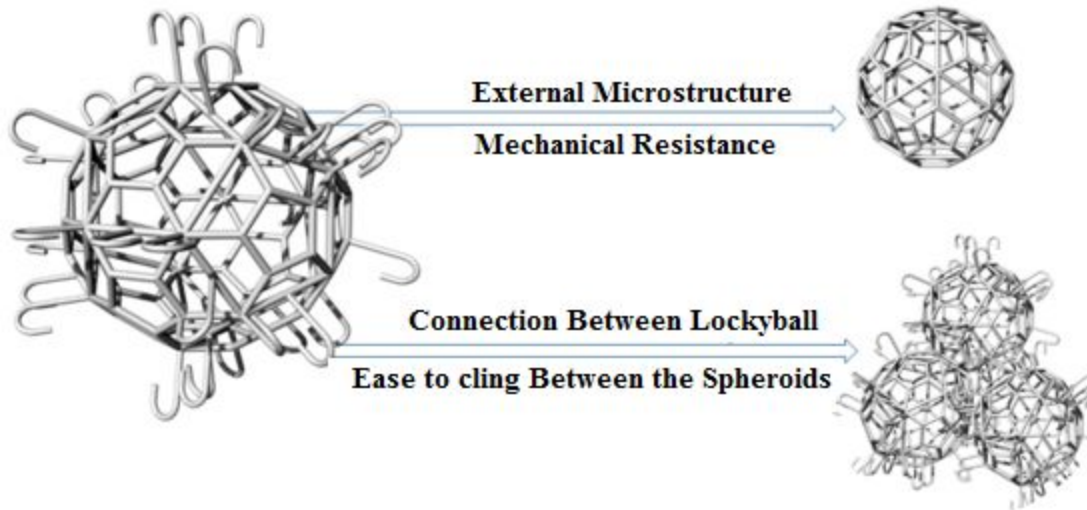 External Microstructure
Mechanical Resistance
Connection Between Lockyball
Ease to cling Between the Spheroids